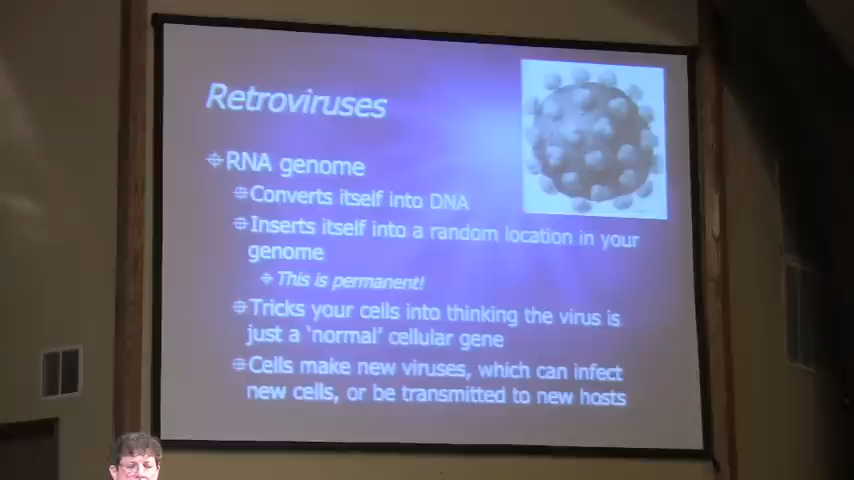 Retroviruses
RNA genome
Converts itself into DNA
Inserts itself into a random location in your
genome
This is permanent!
Tricks your cells into thinking the virus is
just a 'normal' cellular gene
Cells make new viruses, which can infect
new cells, or be transmitted to new hosts